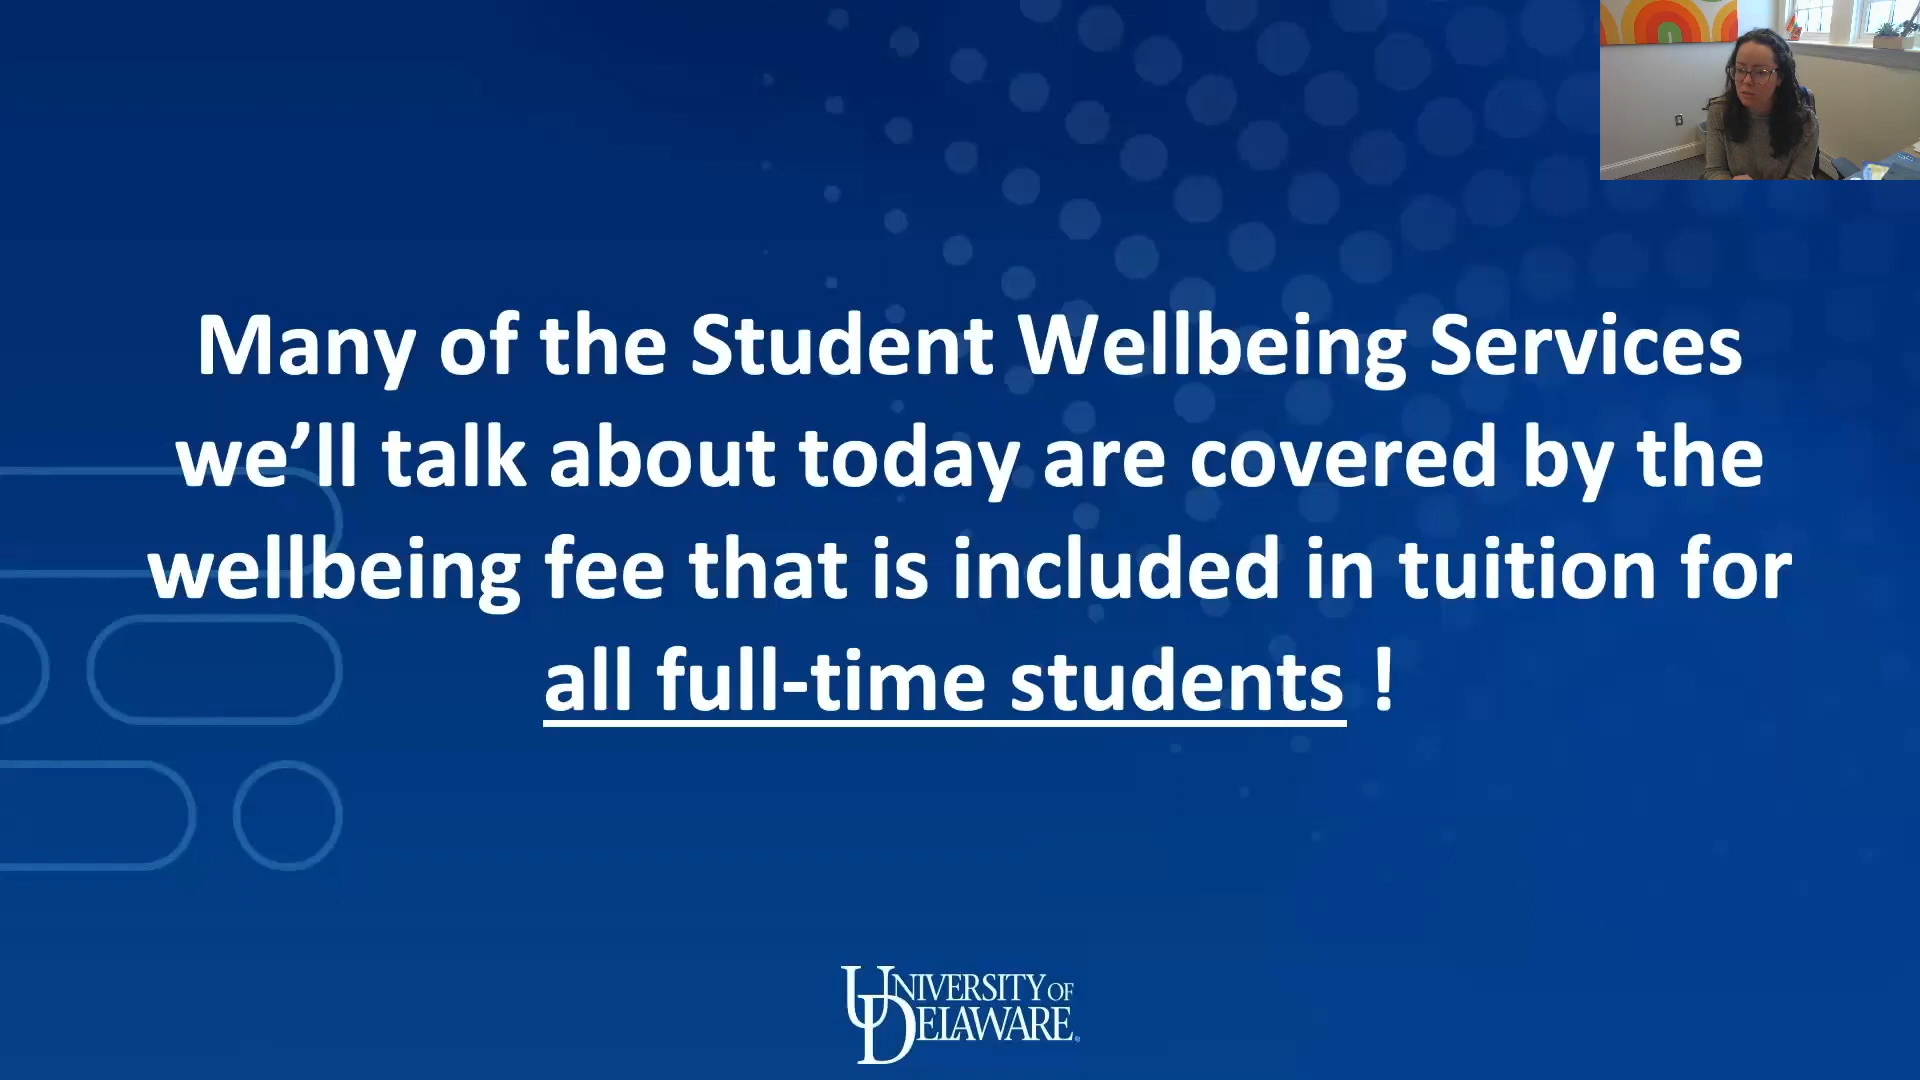 Many of the Student Wellbeing Services
we’ll talk about today are covered by the
wellbeing fee that is included in tuition for
all full-time students !
UNIVERSITY OF
DELAWARE